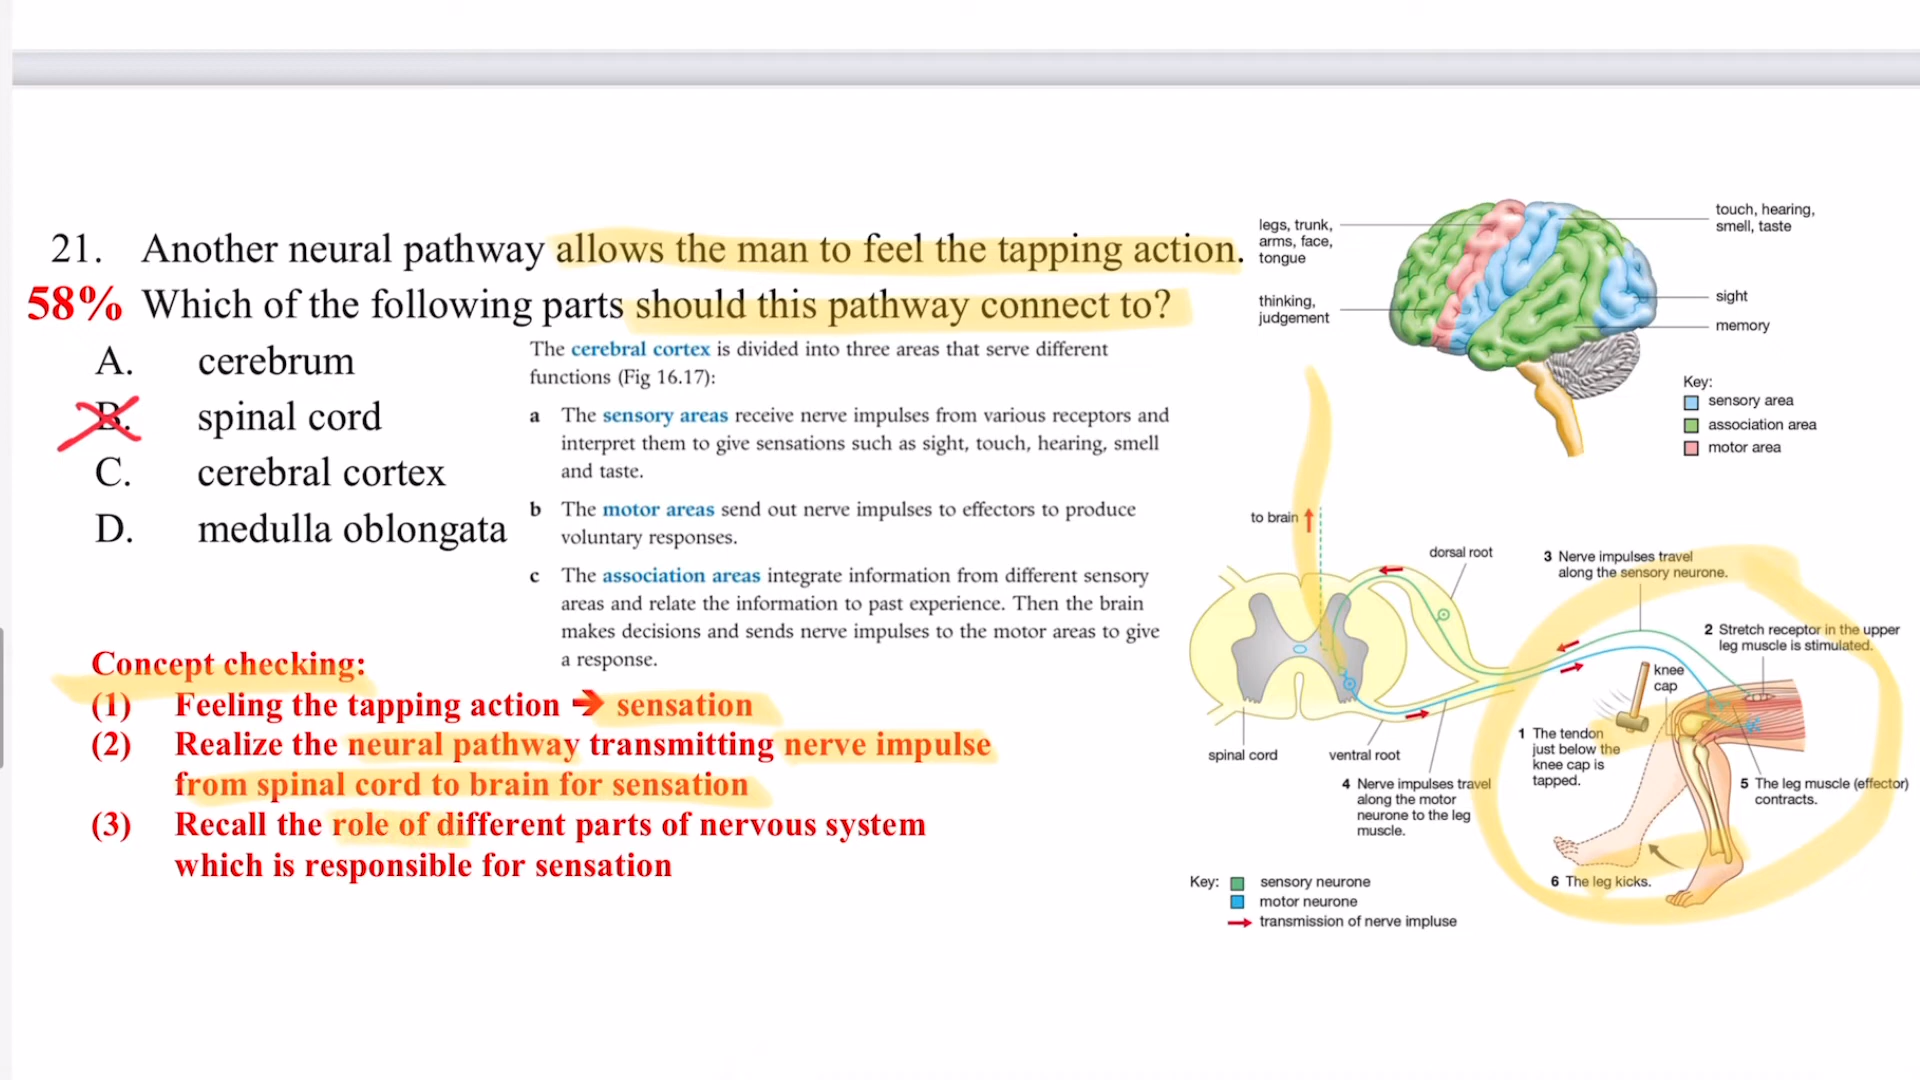 21. Another neural pathway allows the man to feel the tapping action.
58% Which of the following parts should this pathway connect to?
A. cerebrum
B. spinal cord
C. cerebral cortex
D. medulla oblongata
The cerebral cortex is divided into three areas that serve different
functions (Fig 16.17):
a The sensory areas receive nerve impulses from various receptors and
interpret them to give sensations such as sight, touch, hearing, smell
and taste.
b The motor areas send out nerve impulses to effectors to produce
voluntary responses.
c The association areas integrate information from different sensory
areas and relate the information to past experience. Then the brain
makes decisions and sends nerve impulses to the motor areas to give
a response.
Concept checking:
(1) Feeling the tapping action ➔ sensation
(2) Realize the neural pathway transmitting nerve impulse
from spinal cord to brain for sensation
(3) Recall the role of different parts of nervous system
which is responsible for sensation
legs, trunk,
arms, face,
tongue
thinking,
judgement
touch, hearing,
smell, taste
sight
memory
Key:
sensory area
association area
motor area
to brain
dorsal root
3 Nerve impulses travel
along the sensory neurone.
2 Stretch receptor in the upper
leg muscle is stimulated.
knee
cap
1 The tendon
just below the
knee cap is
tapped.
spinal cord
ventral root
4 Nerve impulses travel
along the motor
neurone to the leg
muscle.
5 The leg muscle (effector)
contracts.
6 The leg kicks.
Key: sensory neurone
motor neurone
transmission of nerve impluse